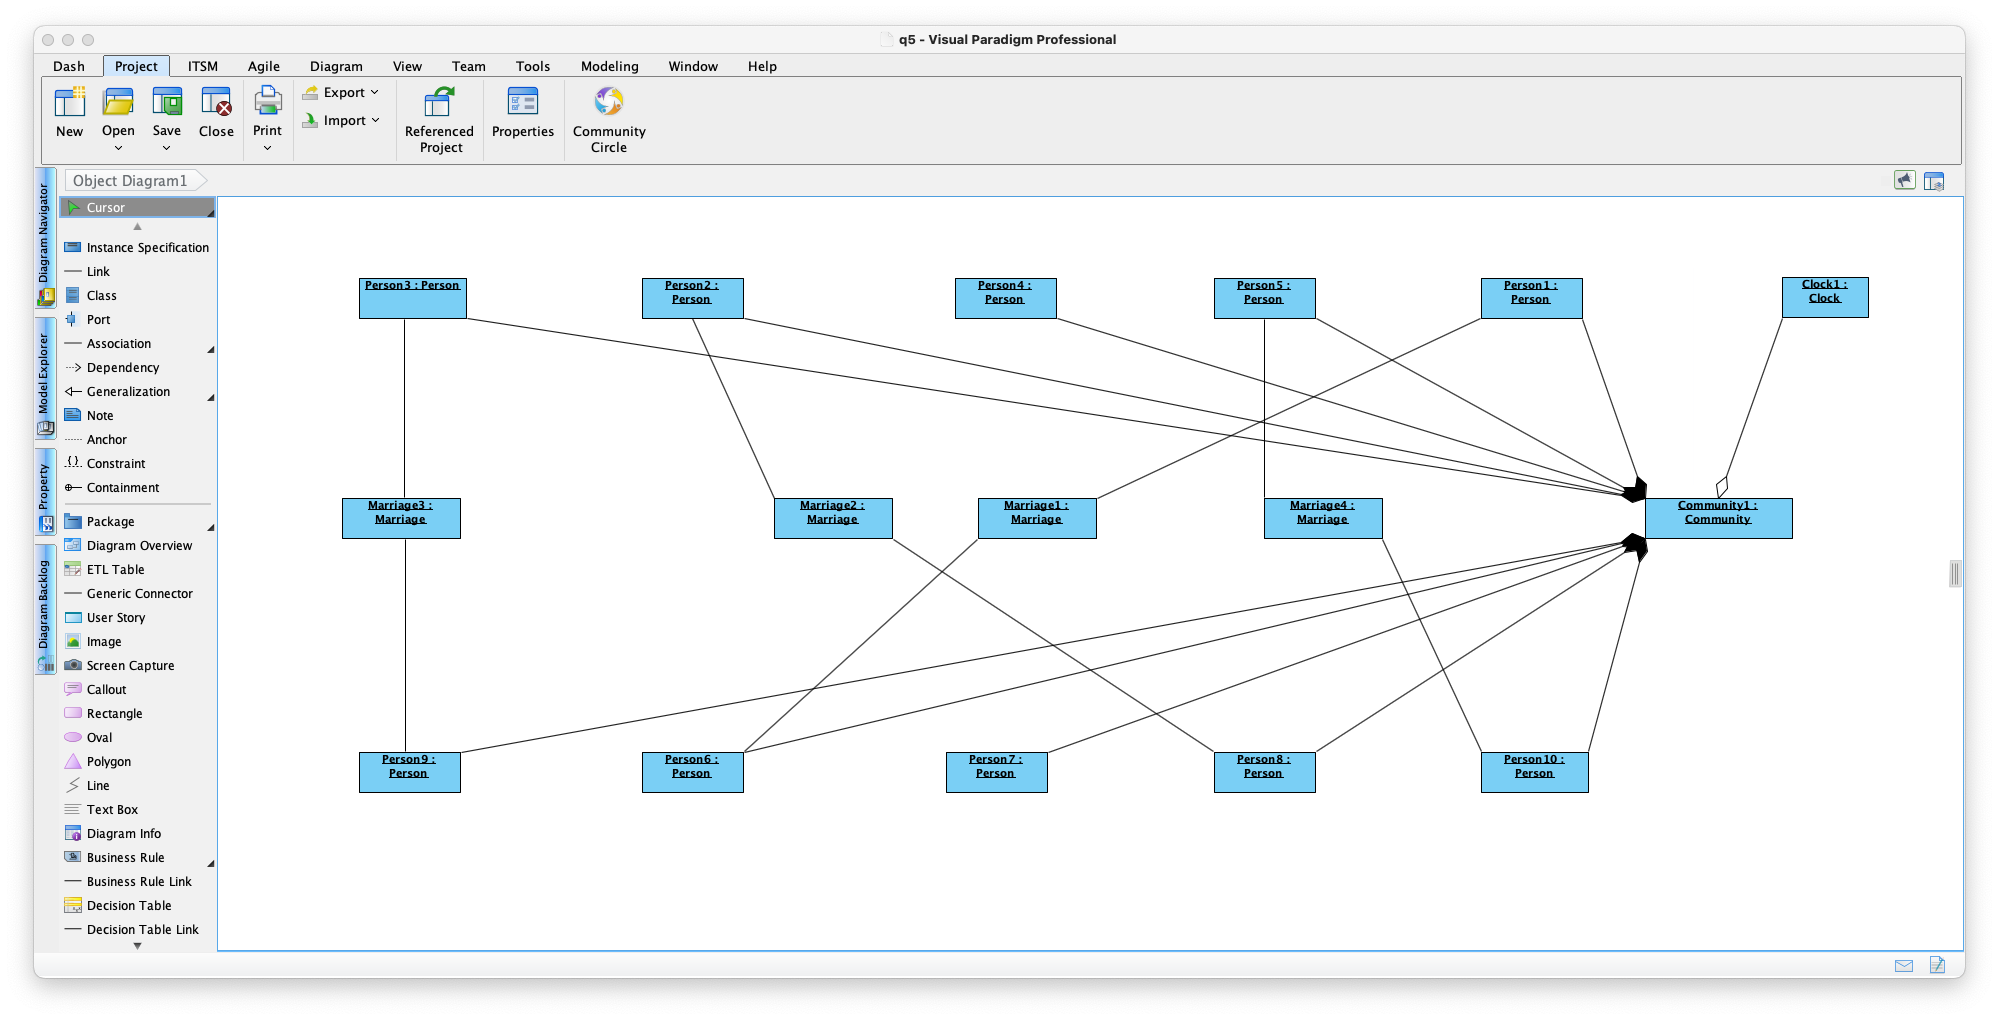 q5 - Visual Paradigm Professional
Dash Project ITSM Agile Diagram View Team Tools Modeling Window Help
New Open Save Close Print Export Import Referenced Project Properties Community Circle
Object Diagram1
Diagram Navigator
Model Explorer
Property
Diagram Backlog
Cursor
Instance Specification
Link
Class
Port
Association
Dependency
Generalization
Note
Anchor
Constraint
Containment
Package
Diagram Overview
ETL Table
Generic Connector
User Story
Image
Screen Capture
Callout
Rectangle
Oval
Polygon
Line
Text Box
Diagram Info
Business Rule
Business Rule Link
Decision Table
Decision Table Link
Person3 : Person
Person2 :
Person
Person4 :
Person
Person5 :
Person
Person1 :
Person
Clock1 :
Clock
Marriage3 :
Marriage
Marriage2 :
Marriage
Marriage1 :
Marriage
Marriage4 :
Marriage
Community1 :
Community
Person9 :
Person
Person6 :
Person
Person7 :
Person
Person8 :
Person
Person10 :
Person